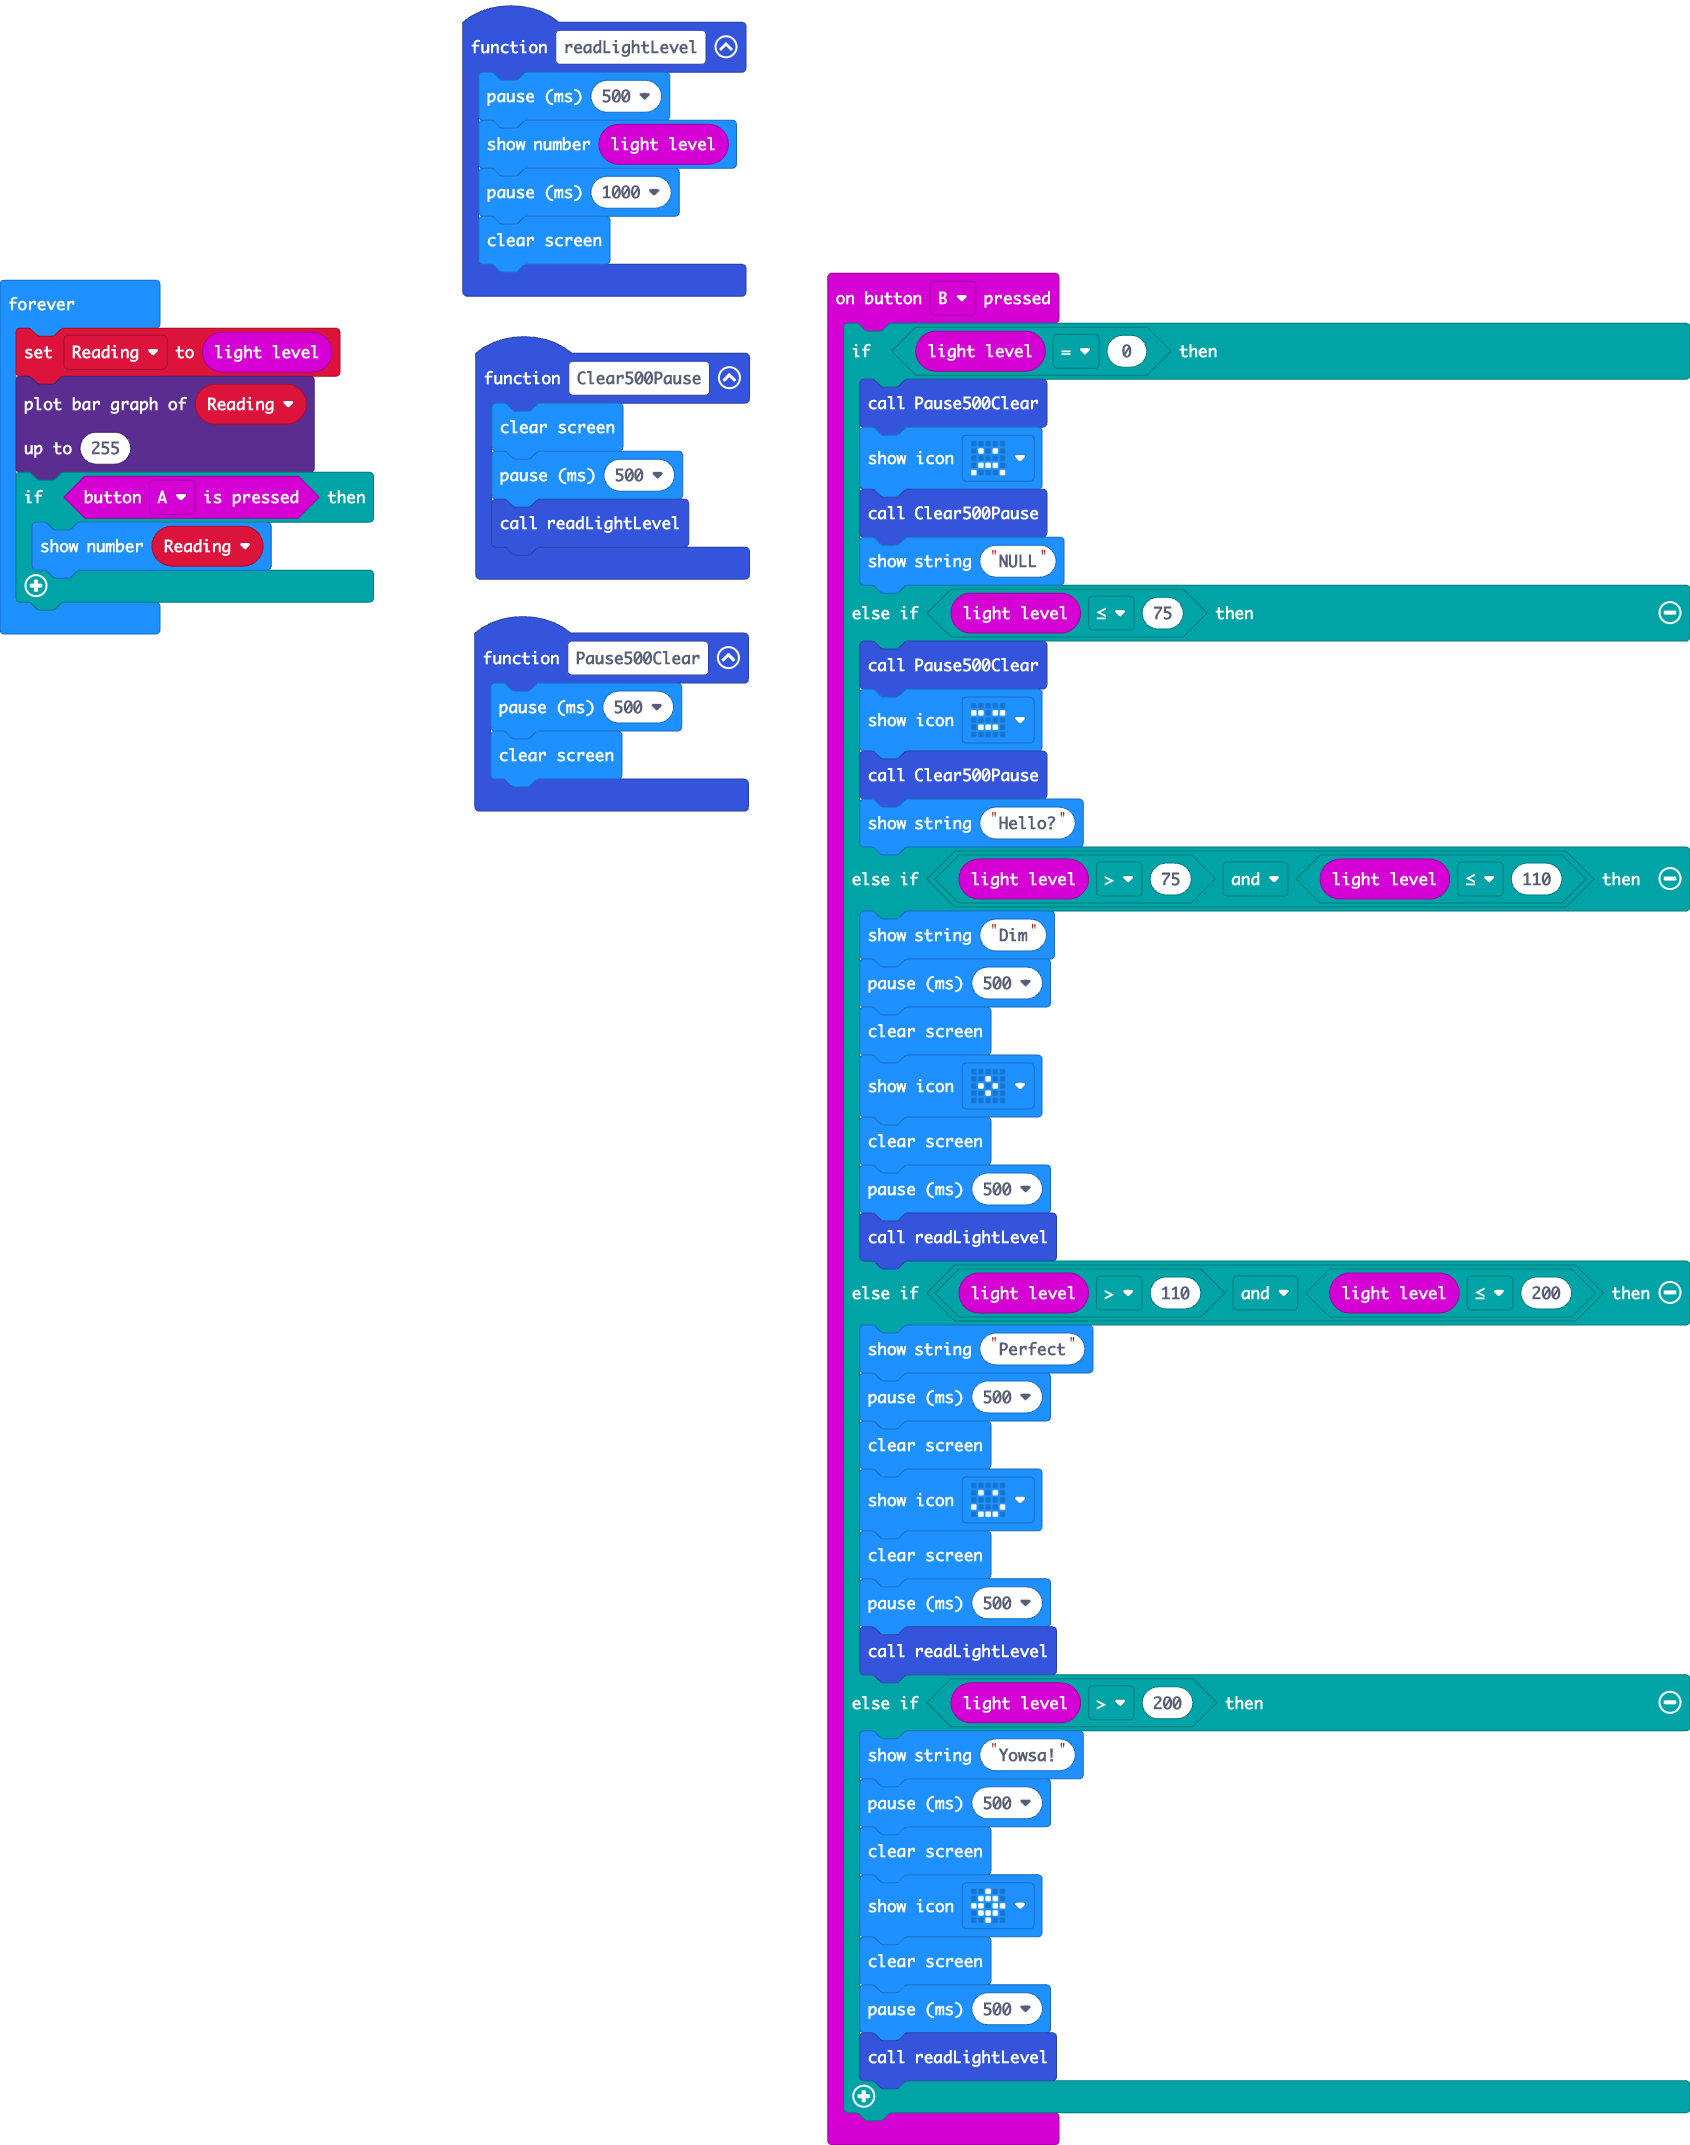 forever
set Reading to light level
plot bar graph of Reading
up to 255
if button A is pressed then
show number Reading
function readLightLevel
pause (ms) 500
show number light level
pause (ms) 1000
clear screen
function Clear500Pause
clear screen
pause (ms) 500
call readLightLevel
function Pause500Clear
pause (ms) 500
clear screen
on button B pressed
if light level = 0 then
call Pause500Clear
show icon
call Clear500Pause
show string "NULL"
else if light level ≤ 75 then
call Pause500Clear
show icon
call Clear500Pause
show string "Hello?"
else if light level > 75 and light level ≤ 110 then
show string "Dim"
pause (ms) 500
clear screen
show icon
clear screen
pause (ms) 500
call readLightLevel
else if light level > 110 and light level ≤ 200 then
show string "Perfect"
pause (ms) 500
clear screen
show icon
clear screen
pause (ms) 500
call readLightLevel
else if light level > 200 then
show string "Yowsa!"
pause (ms) 500
clear screen
show icon
clear screen
pause (ms) 500
call readLightLevel